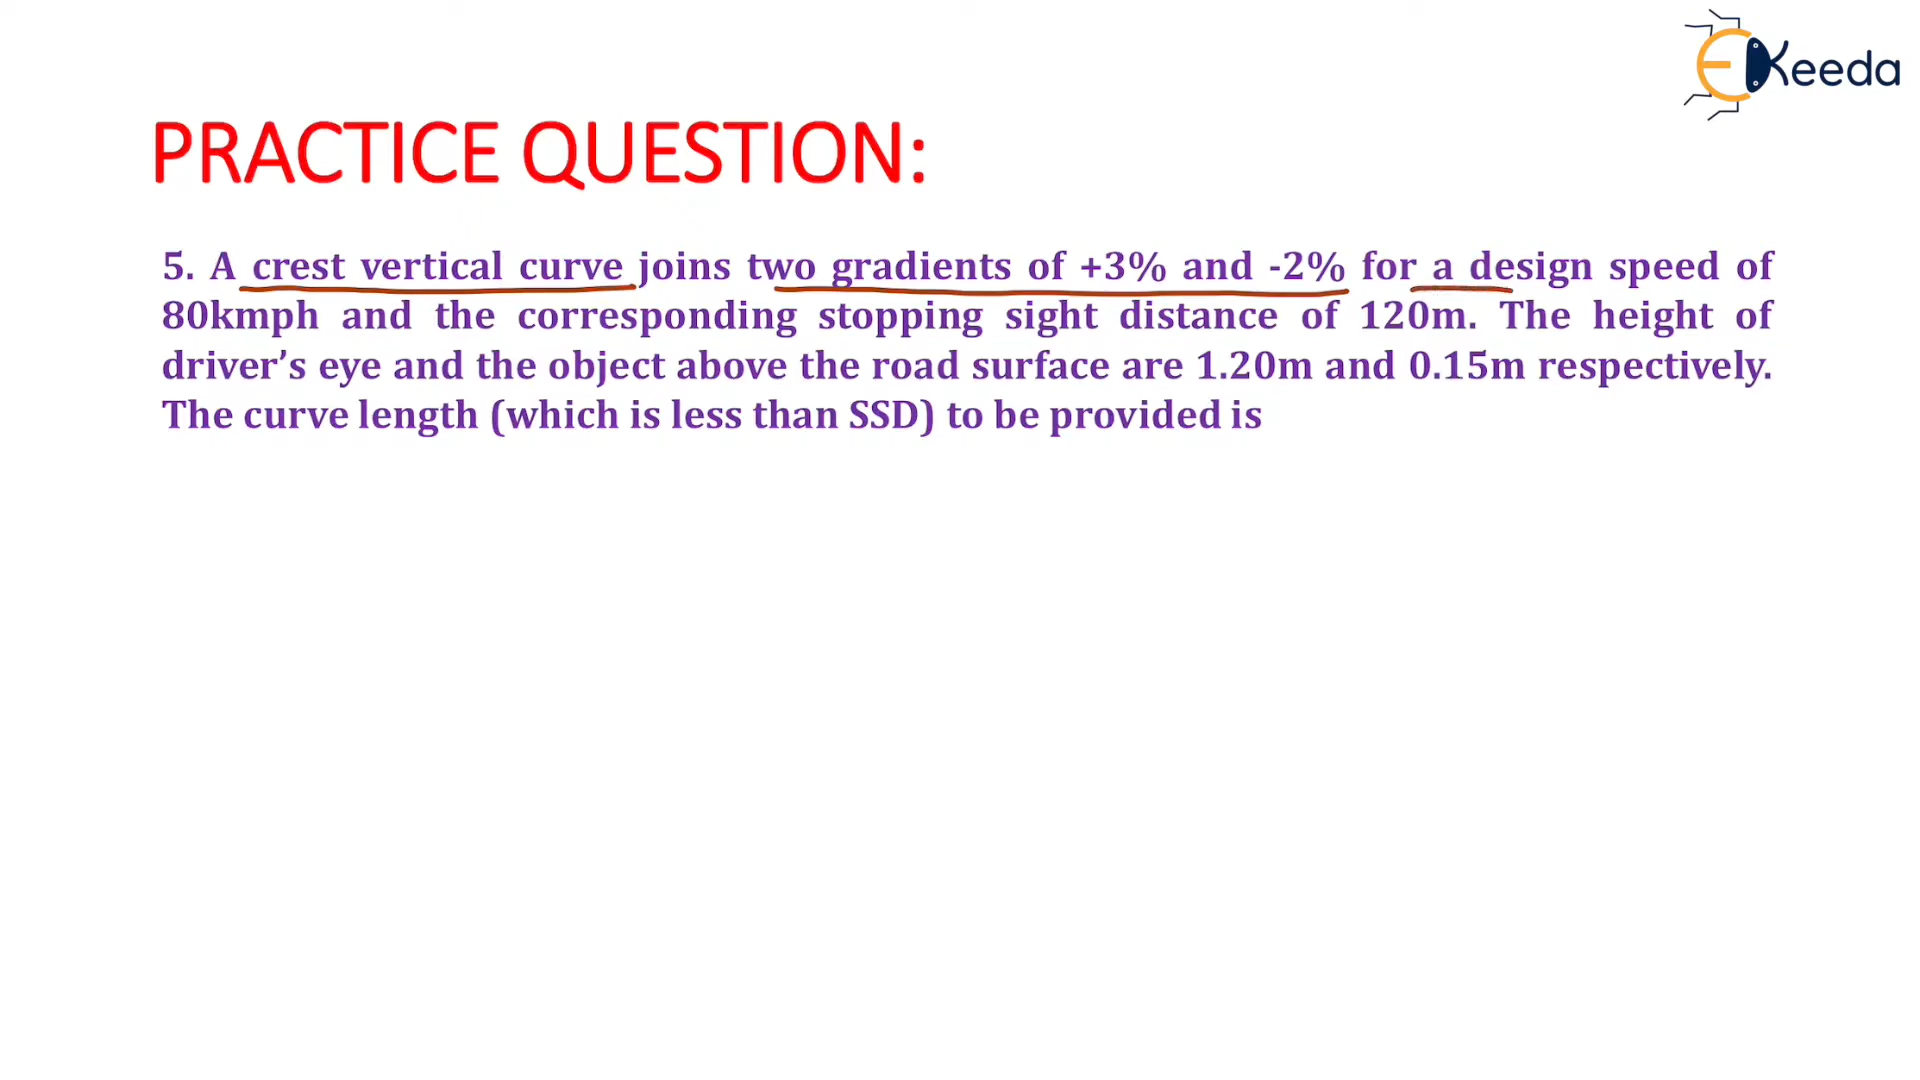 EKeeda
PRACTICE QUESTION:
5. A crest vertical curve joins two gradients of +3% and -2% for a design speed of
80kmph and the corresponding stopping sight distance of 120m. The height of
driver’s eye and the object above the road surface are 1.20m and 0.15m respectively.
The curve length (which is less than SSD) to be provided is